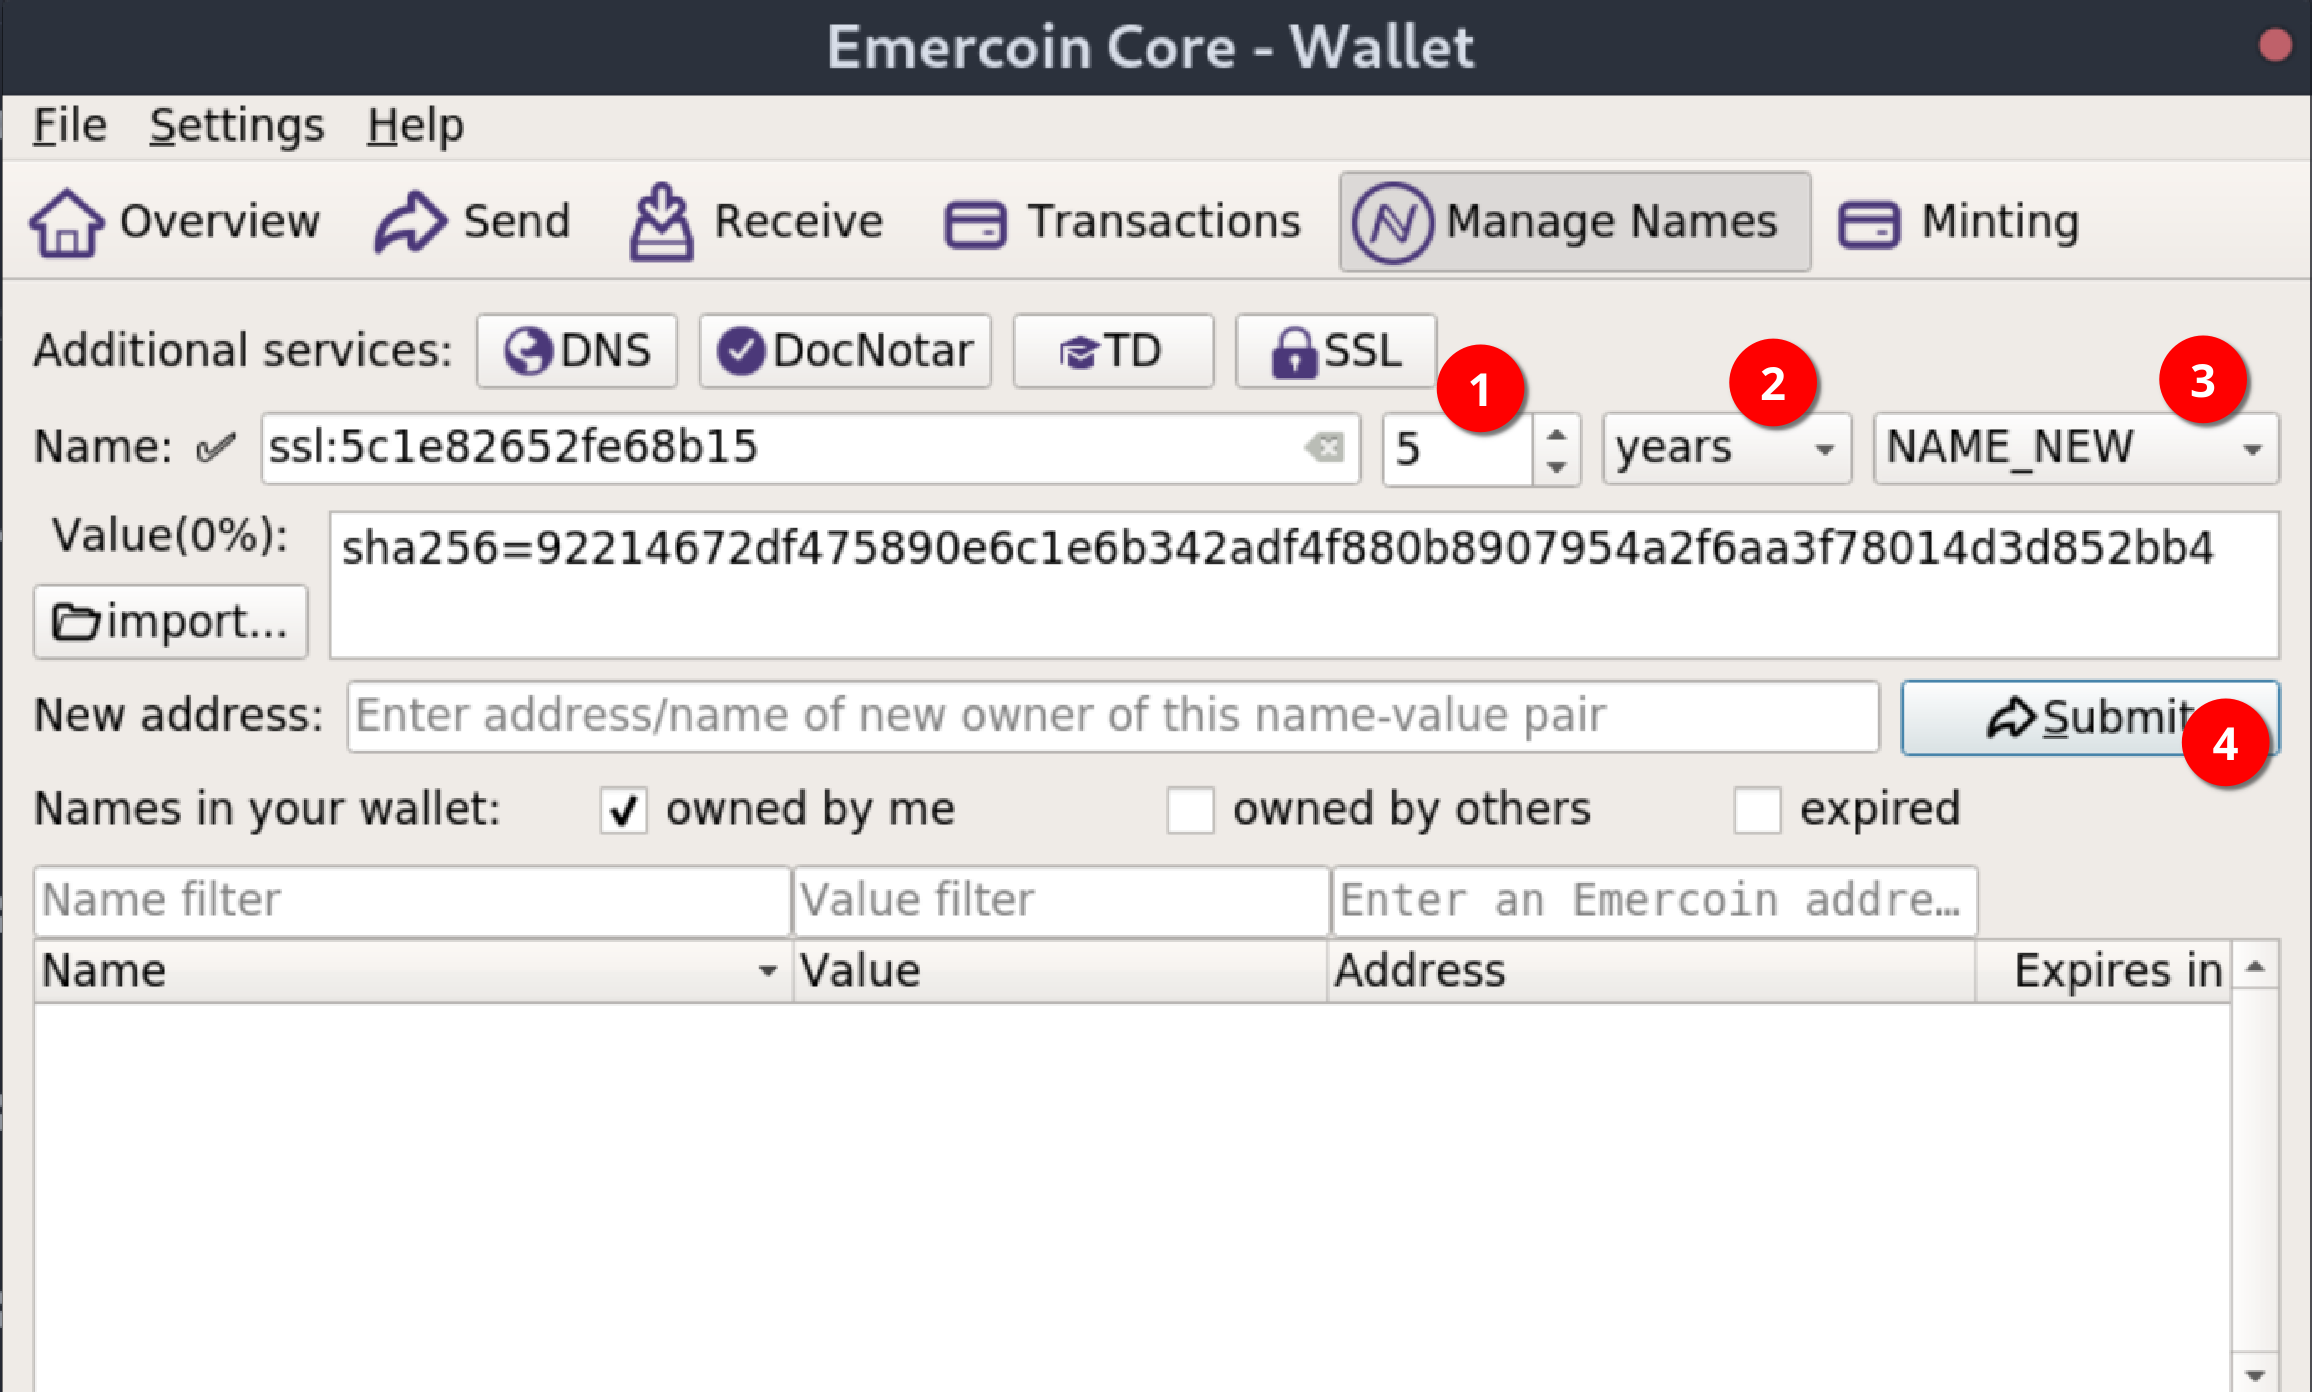 Emercoin Core - Wallet
File Settings Help
Overview Send Receive Transactions Manage Names Minting
Additional services: DNS DocNotar TD SSL
1 2 3
Name: ssl:5c1e82652fe68b15 5 years NAME_NEW
Value(0%): sha256=92214672df475890e6c1e6b342adf4f880b8907954a2f6aa3f78014d3d852bb4
import...
New address: Enter address/name of new owner of this name-value pair Submit
4
Names in your wallet: owned by me owned by others expired
Name filter Value filter Enter an Emercoin addre…
Name Value Address Expires in